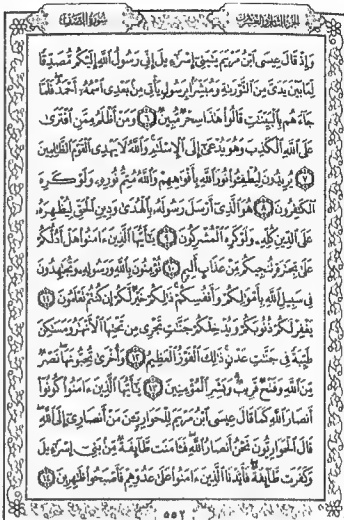 الجزء الثامن والعشرون سورة الصف
وَإِذْ قَالَ عِيسَى ٱبْنُ مَرْيَمَ يَٰبَنِىٓ إِسْرَٰٓءِيلَ إِنِّى رَسُولُ ٱللَّهِ إِلَيْكُم مُّصَدِّقًا
لِّمَا بَيْنَ يَدَىَّ مِنَ ٱلتَّوْرَىٰةِ وَمُبَشِّرًۢا بِرَسُولٍ يَأْتِى مِنۢ بَعْدِى ٱسْمُهُۥٓ أَحْمَدُ ۖ فَلَمَّا
جَآءَهُم بِٱلْبَيِّنَٰتِ قَالُوا۟ هَٰذَا سِحْرٌ مُّبِينٌ ٦ وَمَنْ أَظْلَمُ مِمَّنِ ٱفْتَرَىٰ
عَلَى ٱللَّهِ ٱلْكَذِبَ وَهُوَ يُدْعَىٰٓ إِلَى ٱلْإِسْلَٰمِ ۚ وَٱللَّهُ لَا يَهْدِى ٱلْقَوْمَ ٱلظَّٰلِمِينَ
٧ يُرِيدُونَ لِيُطْفِـُٔوا۟ نُورَ ٱللَّهِ بِأَفْوَٰهِهِمْ وَٱللَّهُ مُتِمُّ نُورِهِۦ وَلَوْ كَرِهَ
ٱلْكَٰفِرُونَ ٨ هُوَ ٱلَّذِىٓ أَرْسَلَ رَسُولَهُۥ بِٱلْهُدَىٰ وَدِينِ ٱلْحَقِّ لِيُظْهِرَهُۥ
عَلَى ٱلدِّينِ كُلِّهِۦ وَلَوْ كَرِهَ ٱلْمُشْرِكُونَ ٩ يَٰٓأَيُّهَا ٱلَّذِينَ ءَامَنُوا۟ هَلْ أَدُلُّكُمْ
عَلَىٰ تِجَٰرَةٍ تُنجِيكُم مِّنْ عَذَابٍ أَلِيمٍ ١٠ تُؤْمِنُونَ بِٱللَّهِ وَرَسُولِهِۦ وَتُجَٰهِدُونَ
فِى سَبِيلِ ٱللَّهِ بِأَمْوَٰلِكُمْ وَأَنفُسِكُمْ ۚ ذَٰلِكُمْ خَيْرٌ لَّكُمْ إِن كُنتُمْ تَعْلَمُونَ ١١
يَغْفِرْ لَكُمْ ذُنُوبَكُمْ وَيُدْخِلْكُمْ جَنَّٰتٍ تَجْرِى مِن تَحْتِهَا ٱلْأَنْهَٰرُ وَمَسَٰكِنَ
طَيِّبَةً فِى جَنَّٰتِ عَدْنٍ ۚ ذَٰلِكَ ٱلْفَوْزُ ٱلْعَظِيمُ ١٢ وَأُخْرَىٰ تُحِبُّونَهَا ۖ نَصْرٌ
مِّنَ ٱللَّهِ وَفَتْحٌ قَرِيبٌ ۗ وَبَشِّرِ ٱلْمُؤْمِنِينَ ١٣ يَٰٓأَيُّهَا ٱلَّذِينَ ءَامَنُوا۟ كُونُوٓا۟
أَنصَارَ ٱللَّهِ كَمَا قَالَ عِيسَى ٱبْنُ مَرْيَمَ لِلْحَوَارِيِّۦنَ مَنْ أَنصَارِىٓ إِلَى ٱللَّهِ ۖ
قَالَ ٱلْحَوَارِيُّونَ نَحْنُ أَنصَارُ ٱللَّهِ ۖ فَـَٔامَنَت طَّآئِفَةٌ مِّنۢ بَنِىٓ إِسْرَٰٓءِيلَ
وَكَفَرَت طَّآئِفَةٌ ۖ فَأَيَّدْنَا ٱلَّذِينَ ءَامَنُوا۟ عَلَىٰ عَدُوِّهِمْ فَأَصْبَحُوا۟ ظَٰهِرِينَ ١٤
٥٥٢